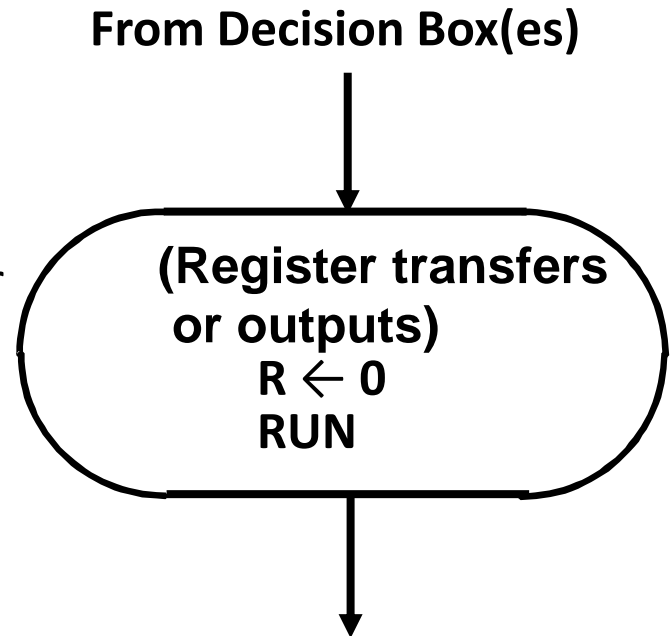 From Decision Box(es)
(Register transfers
or outputs)
R ← 0
RUN